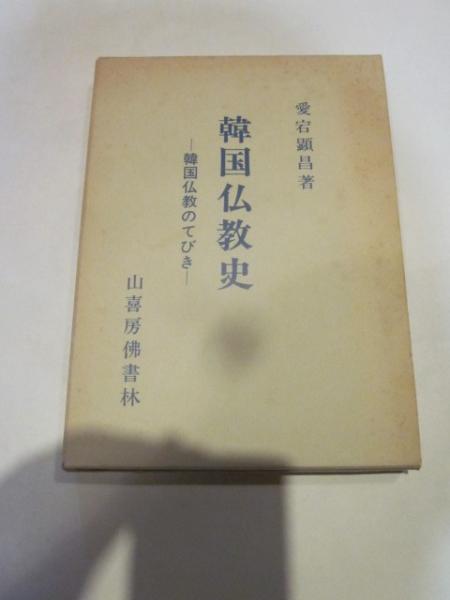 愛宕顯昌著
韓国仏教史
—韓国仏教のてびき—
山喜房佛書林